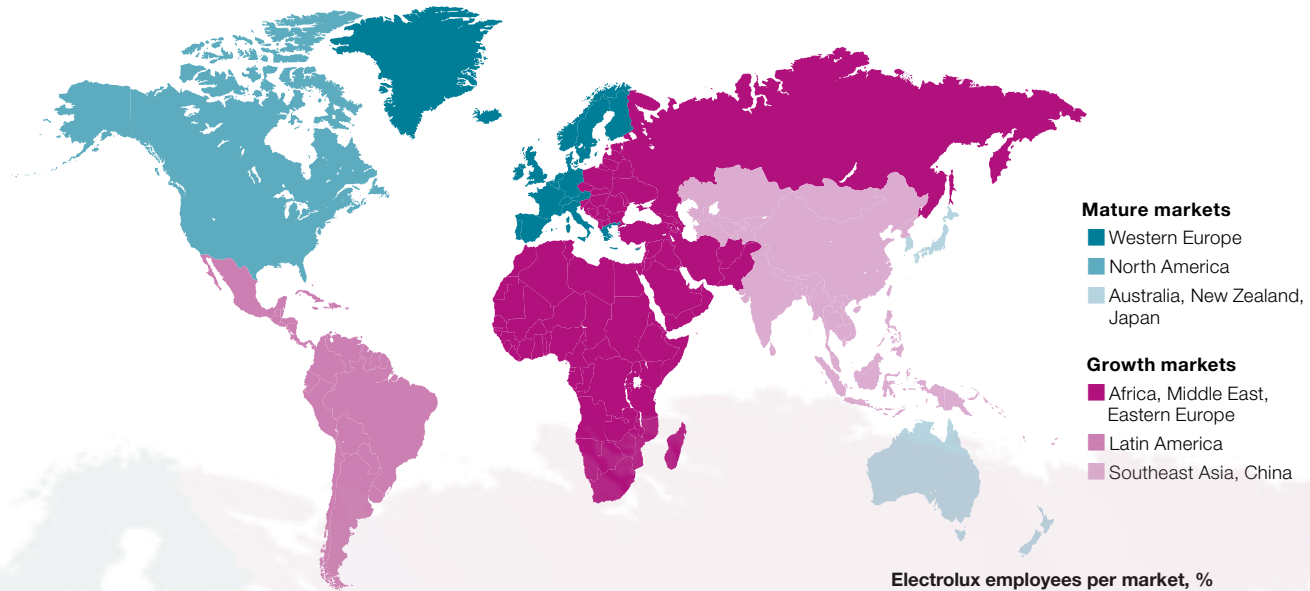 Mature markets
Western Europe
North America
Australia, New Zealand,
Japan
Growth markets
Africa, Middle East,
Eastern Europe
Latin America
Southeast Asia, China
Electrolux employees per market, %